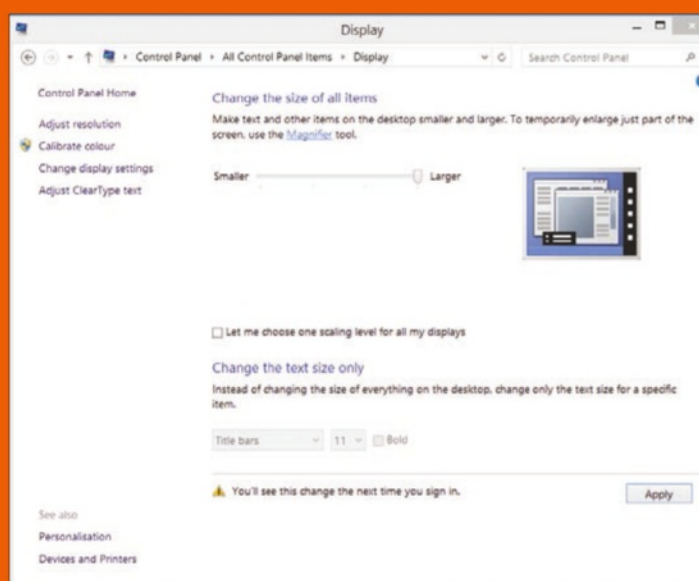 Display
Control Panel All Control Panel Items Display
Search Control Panel
Control Panel Home
Adjust resolution
Calibrate colour
Change display settings
Adjust ClearType text
Change the size of all items
Make text and other items on the desktop smaller and larger. To temporarily enlarge just part of the
screen, use the Magnifier tool.
Smaller Larger
Let me choose one scaling level for all my displays
Change the text size only
Instead of changing the size of everything on the desktop, change only the text size for a specific
item.
Title bars 11 Bold
You'll see this change the next time you sign in.
Apply
See also
Personalisation
Devices and Printers